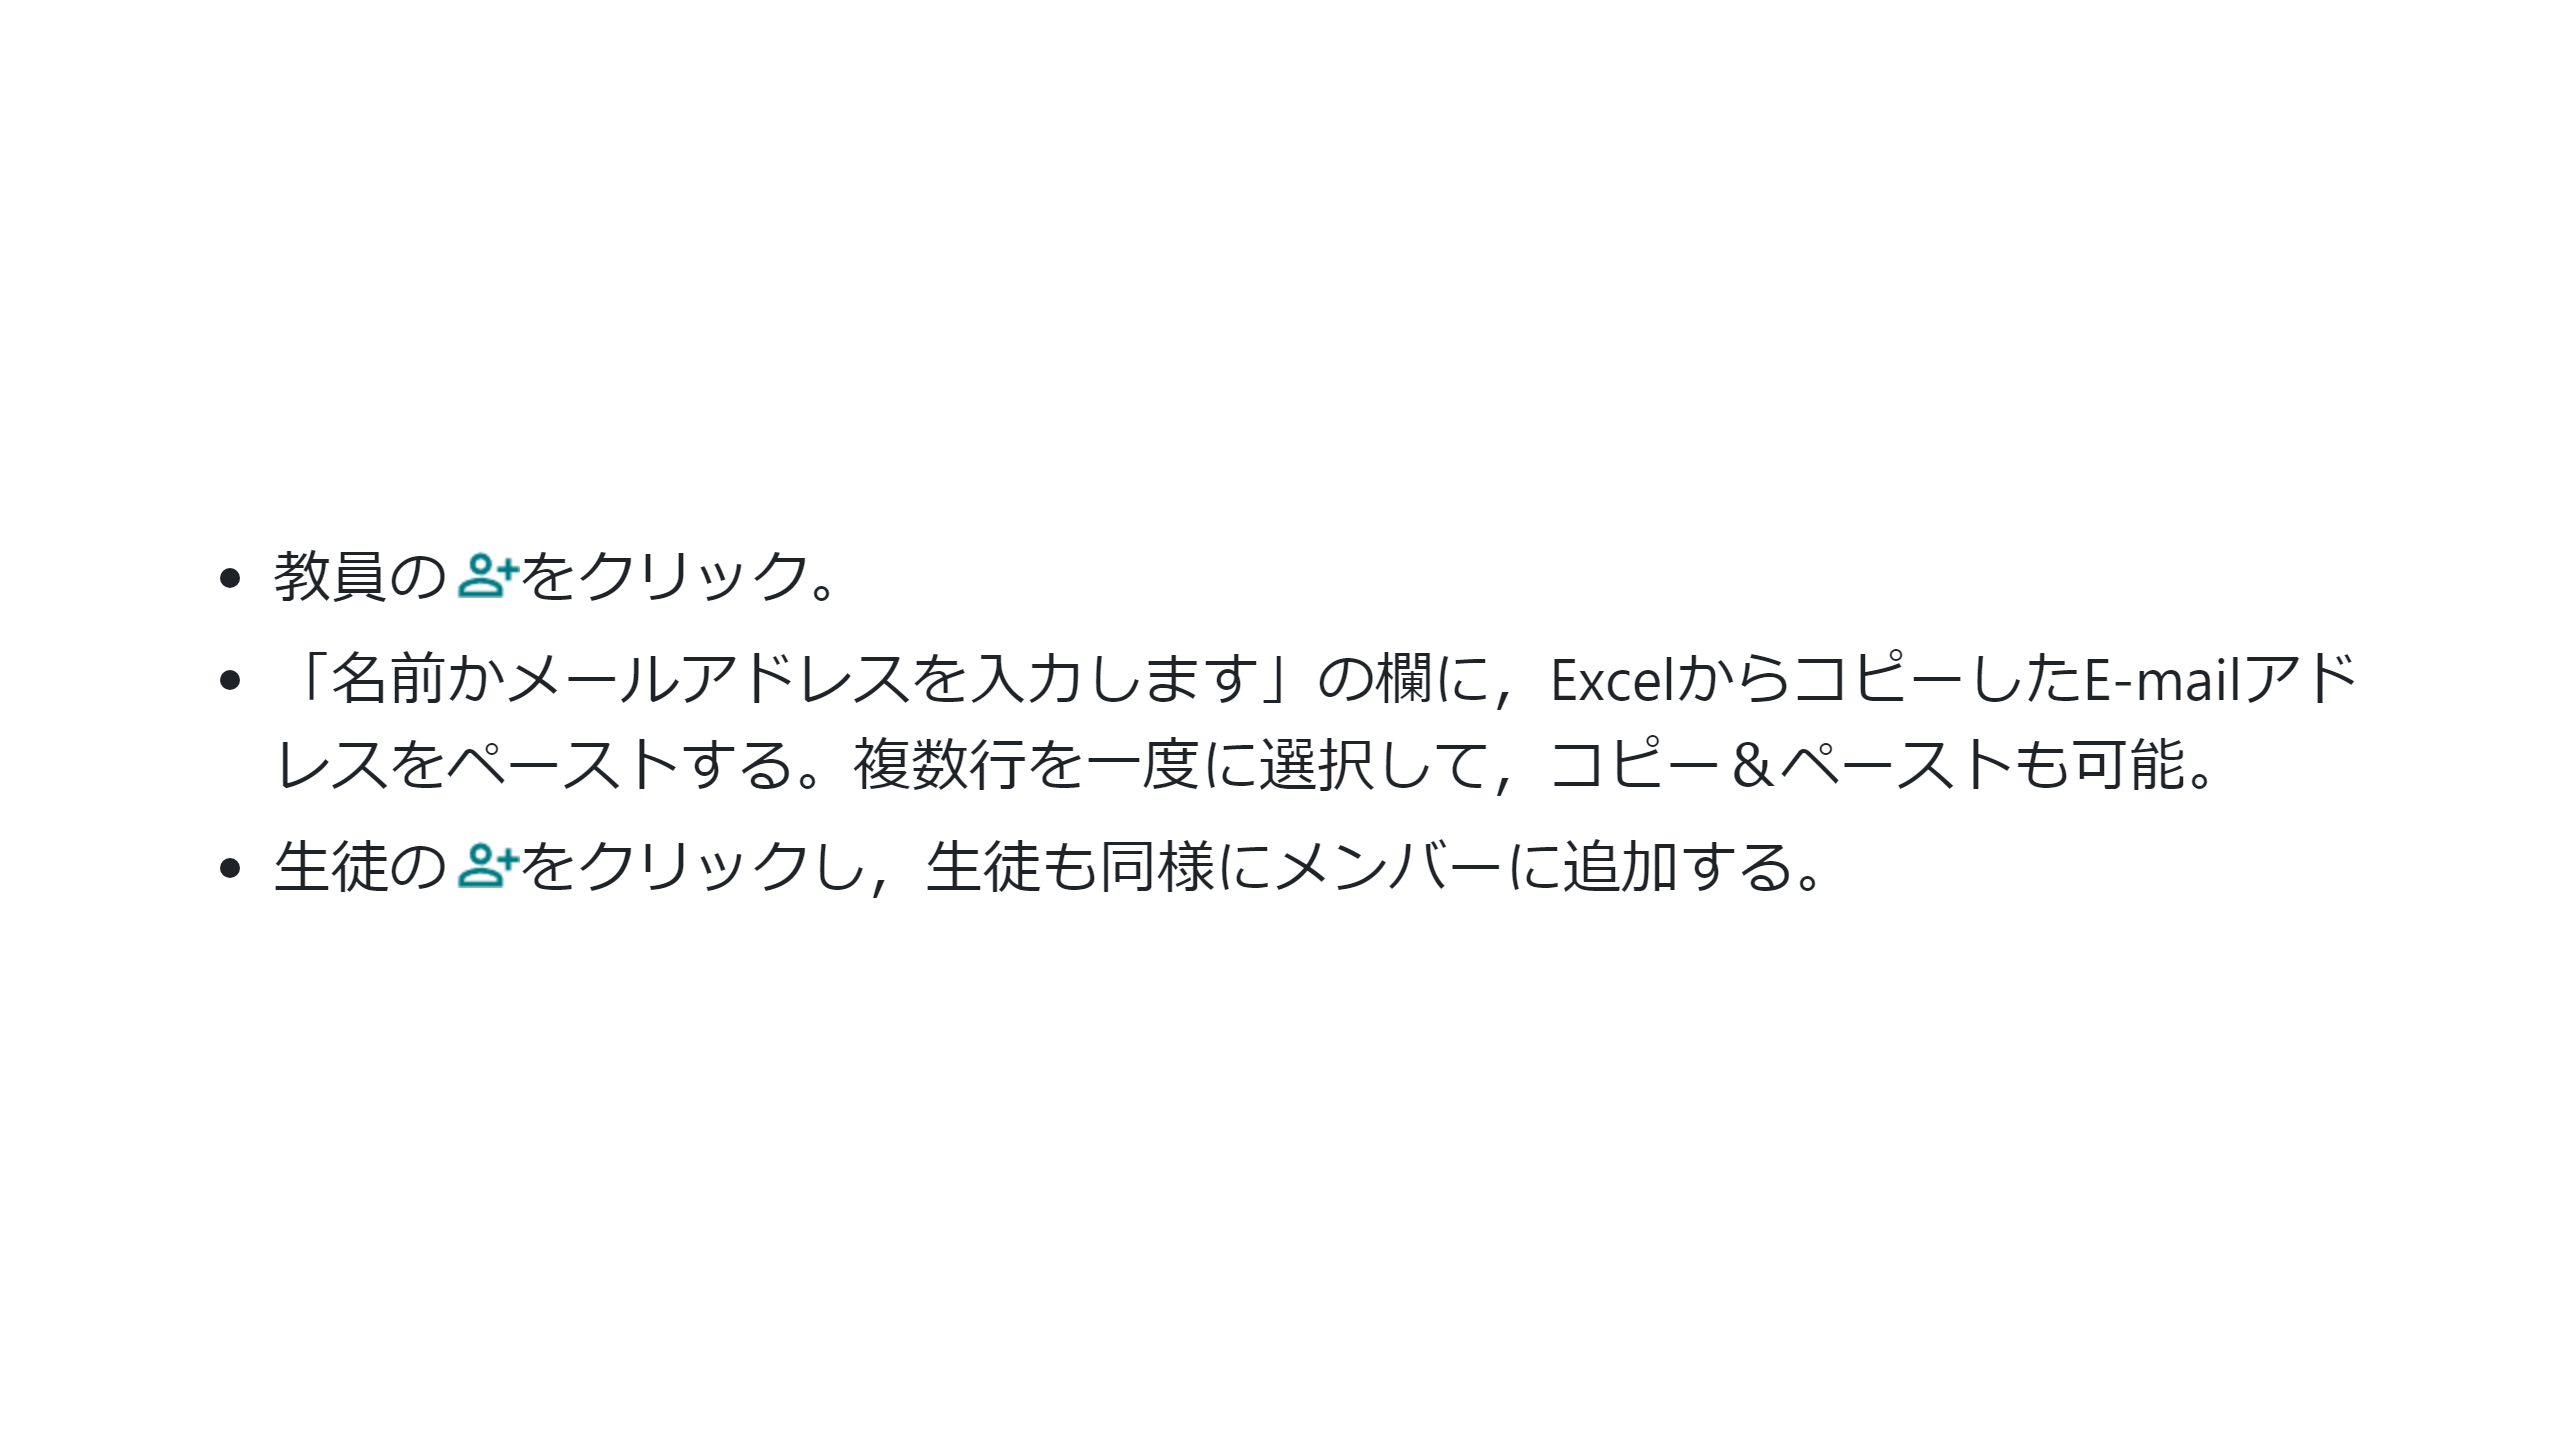 • 教員のをクリック。
• 「名前かメールアドレスを入力します」の欄に，ExcelからコピーしたE-mailアド
レスをペーストする。複数行を一度に選択して，コピー＆ペーストも可能。
• 生徒のをクリックし，生徒も同様にメンバーに追加する。